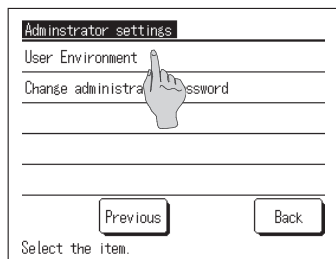 Adminstrator settings
User Environment
Change administra ssword
Previous Back
Select the item.